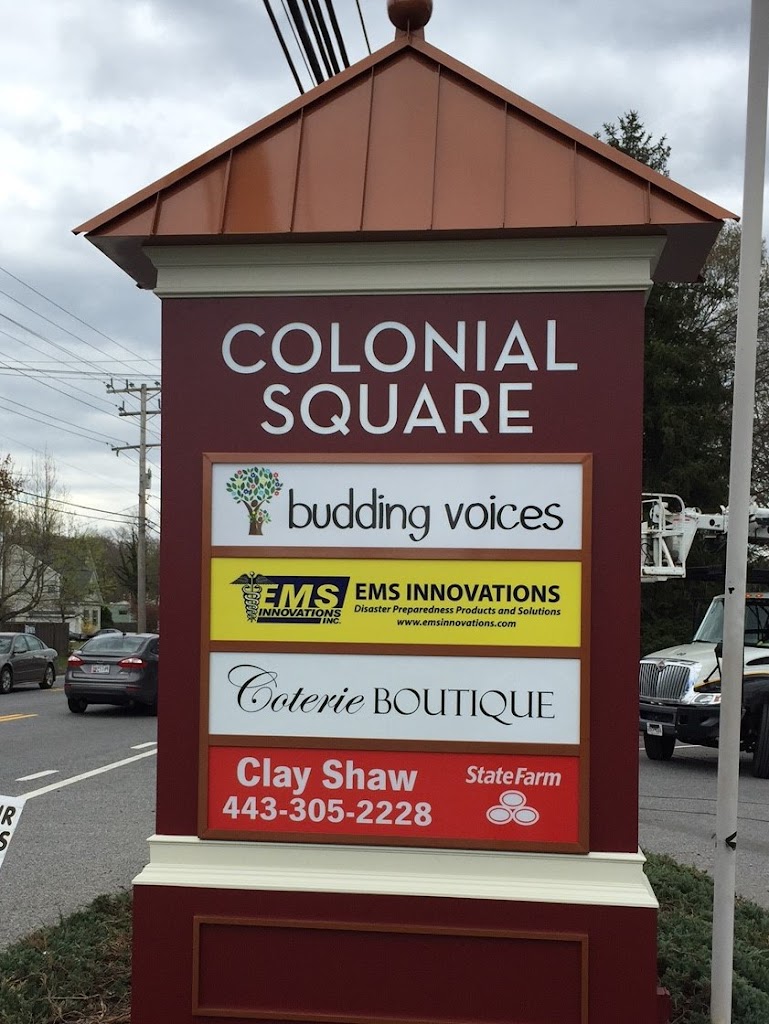 COLONIAL
SQUARE
budding voices
EMS
INNOVATIONS
INC.
EMS INNOVATIONS
Disaster Preparedness Products and Solutions
www.emsinnovations.com
Coterie BOUTIQUE
Clay Shaw
443-305-2228
State Farm